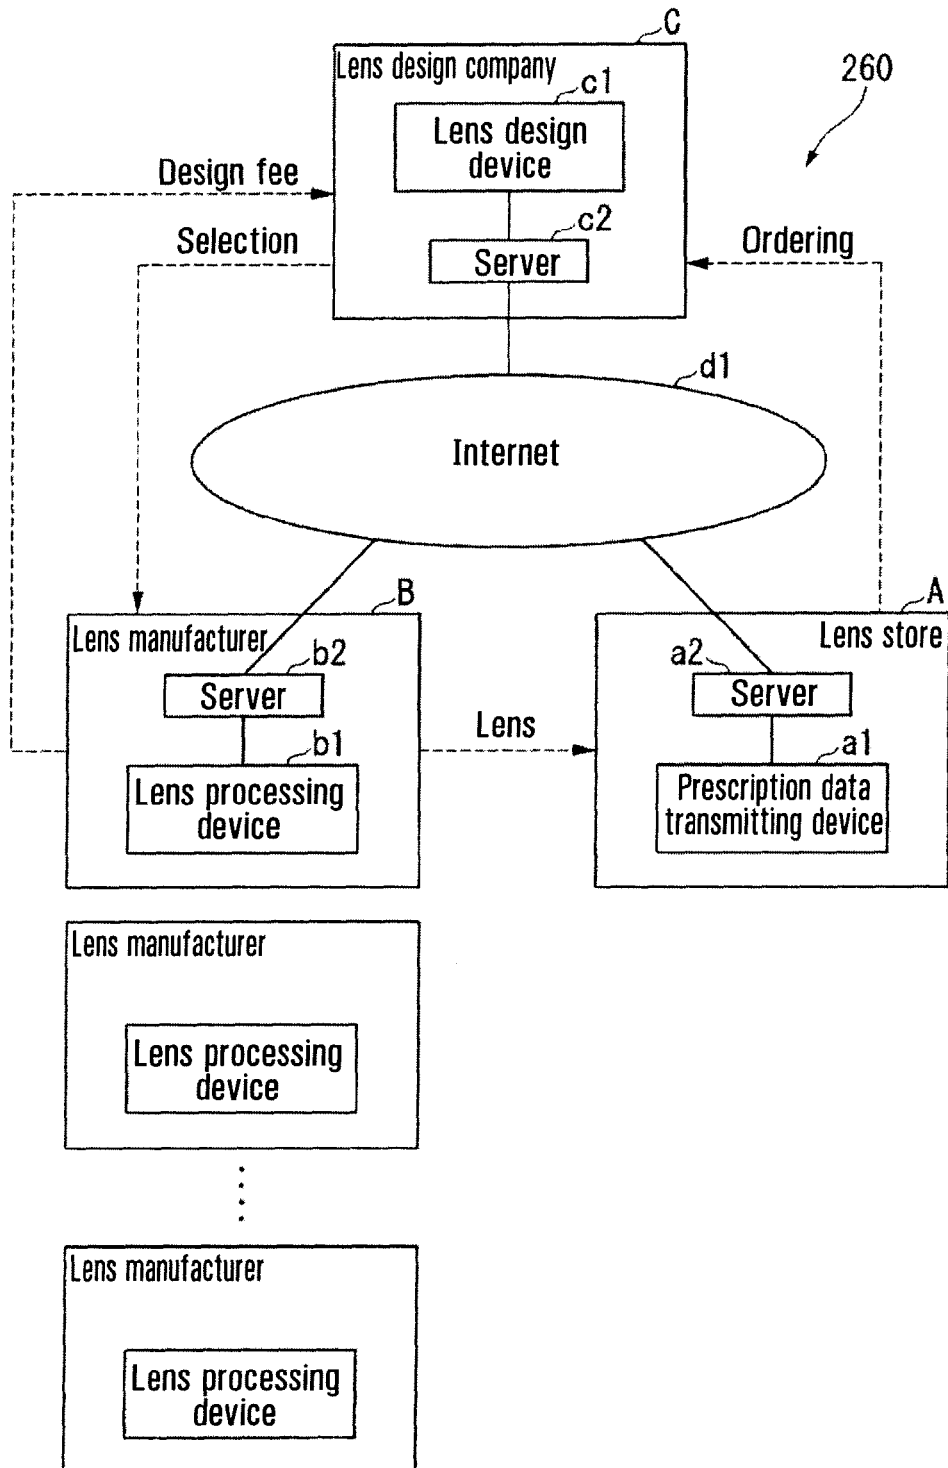 C
Lens design company
260
c1
Lens design
device
Design fee
c2
Selection
Server
Ordering
d1
Internet
B
A
Lens manufacturer
Lens store
b2
a2
Server
Server
Lens
b1
a1
Lens processing
device
Prescription data
transmitting device
Lens manufacturer
Lens processing
device
Lens manufacturer
Lens processing
device